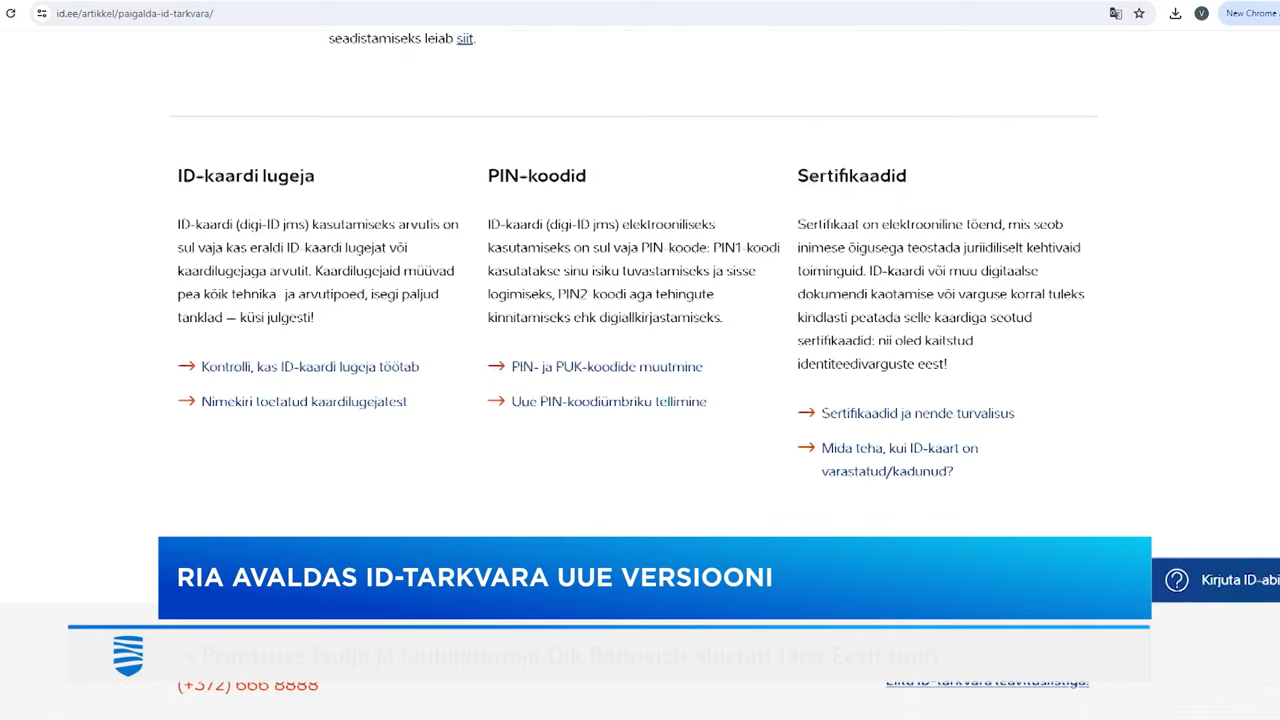 id.ee/artikkel/paigalda-id-tarkvara/
V
New Chrome a
seadistamiseks leiab siit.
ID-kaardi lugeja
ID-kaardi (digi-ID jms) kasutamiseks arvutis on
sul vaja kas eraldi ID-kaardi lugejat või
kaardilugejaga arvutit. Kaardilugejaid müüvad
pea kõik tehnika- ja arvutipoed, isegi paljud
tanklad – küsi julgesti!
Kontrolli, kas ID-kaardi lugeja töötab
Nimekiri toetatud kaardilugejatest
PIN-koodid
ID-kaardi (digi-ID jms) elektrooniliseks
kasutamiseks on sul vaja PIN-koode: PIN1-koodi
kasutatakse sinu isiku tuvastamiseks ja sisse
logimiseks, PIN2-koodi aga tehingute
kinnitamiseks ehk digiallkirjastamiseks.
PIN- ja PUK-koodide muutmine
Uue PIN-koodiümbriku tellimine
Sertifikaadid
Sertifikaat on elektrooniline tõend, mis seob
inimese õigusega teostada juriidiliselt kehtivaid
toiminguid. ID-kaardi või muu digitaalse
dokumendi kaotamise või varguse korral tuleks
kindlasti peatada selle kaardiga seotud
sertifikaadid: nii oled kaitstud
identiteedivarguste eest!
Sertifikaadid ja nende turvalisus
Mida teha, kui ID-kaart on
varastatud/kadunud?
RIA AVALDAS ID-TARKVARA UUE VERSIOONI
Kirjuta ID-abi
(+372) 666 8888
Liitu ID-tarkvara teavituslistiga!